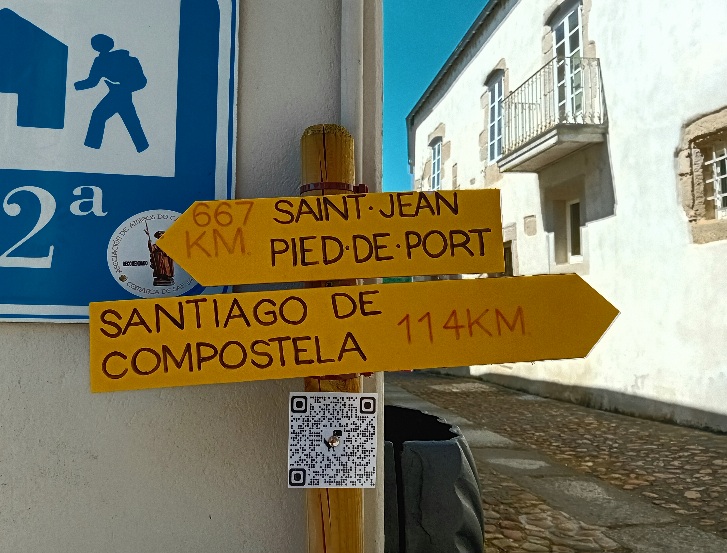 2ª
667 SAINT·JEAN
KM. PIED·DE·PORT
SANTIAGO DE
COMPOSTELA 114KM